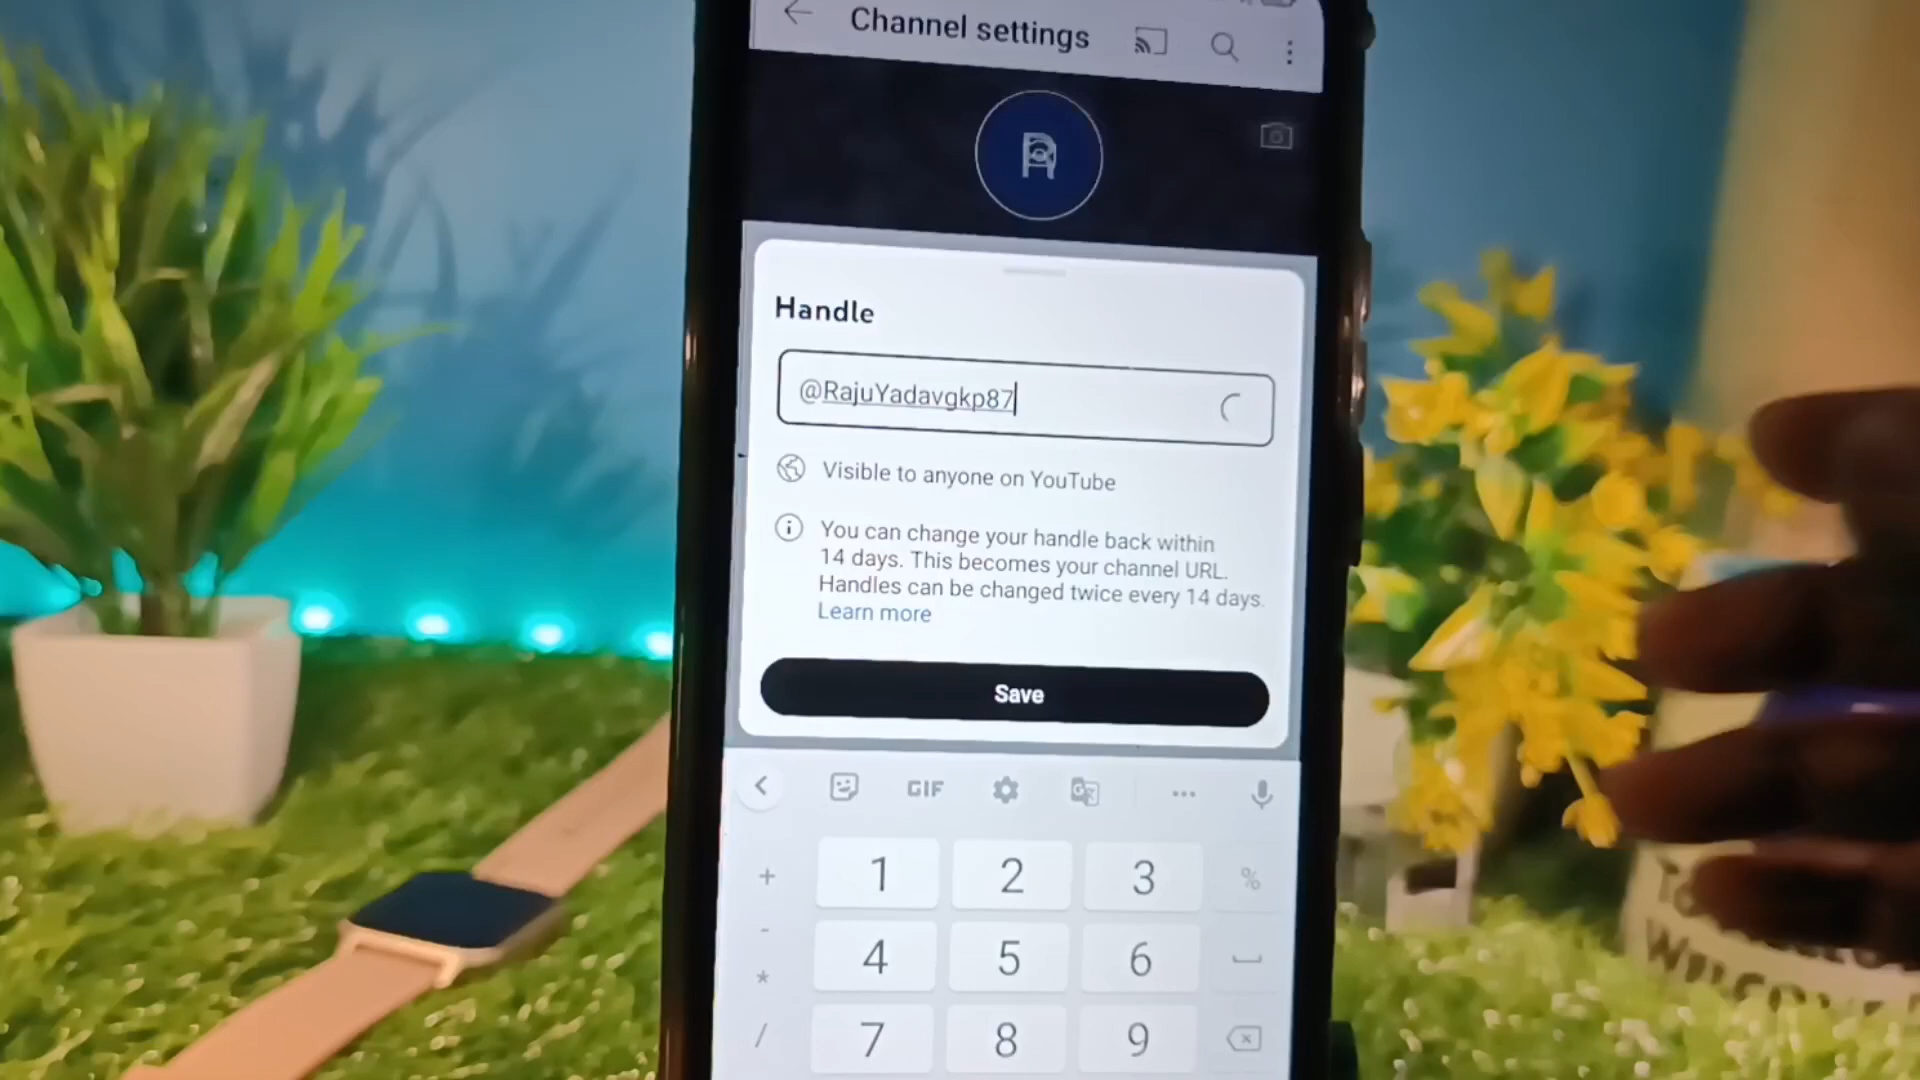 Channel settings
Handle
@RajuYadavgkp87
Visible to anyone on YouTube
You can change your handle back within
14 days. This becomes your channel URL.
Handles can be changed twice every 14 days.
Learn more
Save
GIF
+ 1 2 3 %
- 4 5 6
*
/ 7 8 9
WELCOME